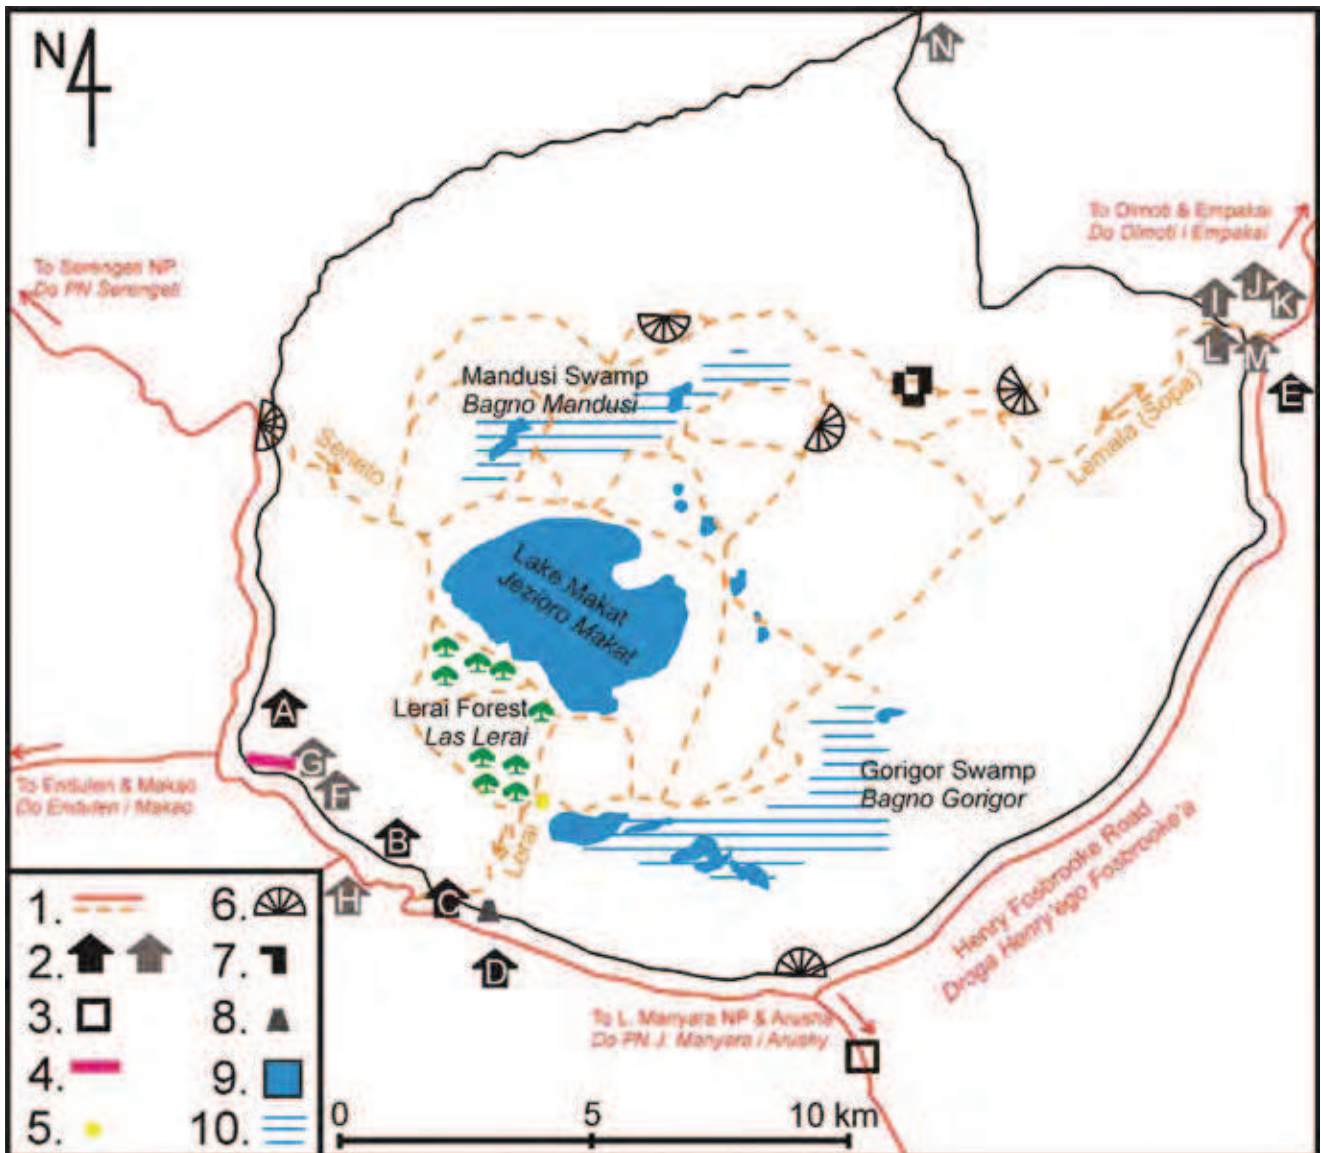 N
N
To Olmoti & Empakai
Do Olmoti i Empakai
To Serengeti NP
Do PN Serengeti
I
J
K
L
M
E
Mandusi Swamp
Bagno Mandusi
Lemala (Sopa)
Seneto
Lake Makat
Jezioro Makat
A
Lerai Forest
Las Lerai
G
F
To Endulen & Makao
Do Endulen i Makao
Gorigor Swamp
Bagno Gorigor
B
Lerai
H
C
D
Henry Fosbrooke Road
Droga Henry'ego Fosbrooke'a
To L. Manyara NP & Arusha
Do PN J. Manyara i Arushy
1.
6.
2.
7.
3.
8.
4.
9.
5.
10.
0
5
10 km